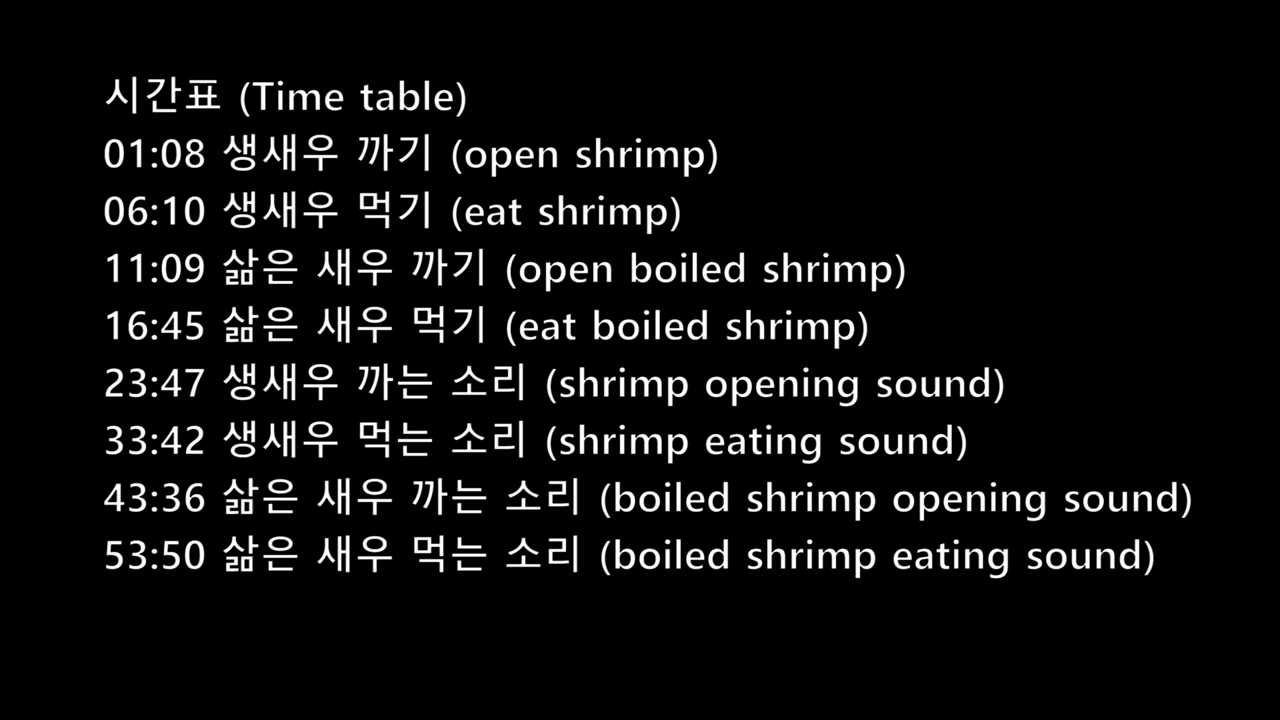 시간표 (Time table)
01:08 생새우 까기 (open shrimp)
06:10 생새우 먹기 (eat shrimp)
11:09 삶은 새우 까기 (open boiled shrimp)
16:45 삶은 새우 먹기 (eat boiled shrimp)
23:47 생새우 까는 소리 (shrimp opening sound)
33:42 생새우 먹는 소리 (shrimp eating sound)
43:36 삶은 새우 까는 소리 (boiled shrimp opening sound)
53:50 삶은 새우 먹는 소리 (boiled shrimp eating sound)